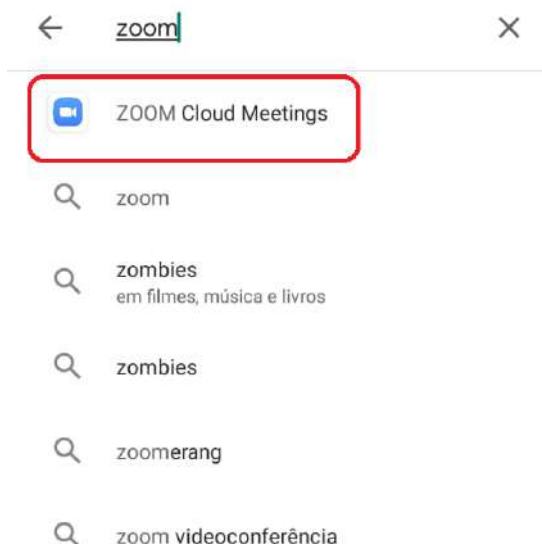 zoom
ZOOM Cloud Meetings
zoom
zombies
em filmes, música e livros
zombies
zoomerang
zoom videoconferência